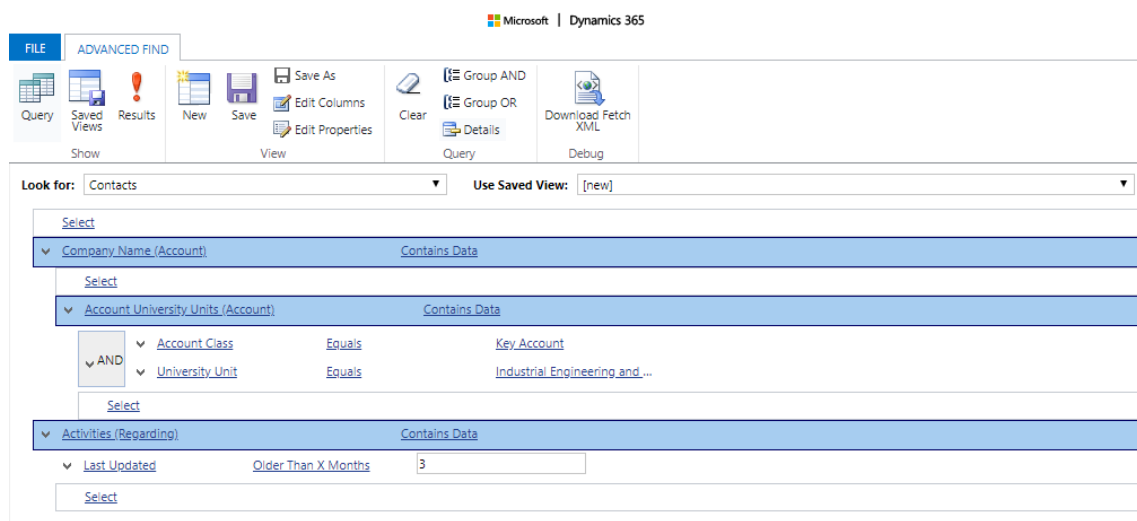 Microsoft | Dynamics 365
FILE ADVANCED FIND
Query Saved Views Results New Save Save As Edit Columns Edit Properties Clear Group AND Group OR Details Download Fetch XML
Show View Query Debug
Look for: Contacts Use Saved View: [new]
Select
Company Name (Account) Contains Data
Select
Account University Units (Account) Contains Data
AND
Account Class Equals Key Account
University Unit Equals Industrial Engineering and ...
Select
Activities (Regarding) Contains Data
Last Updated Older Than X Months 3
Select